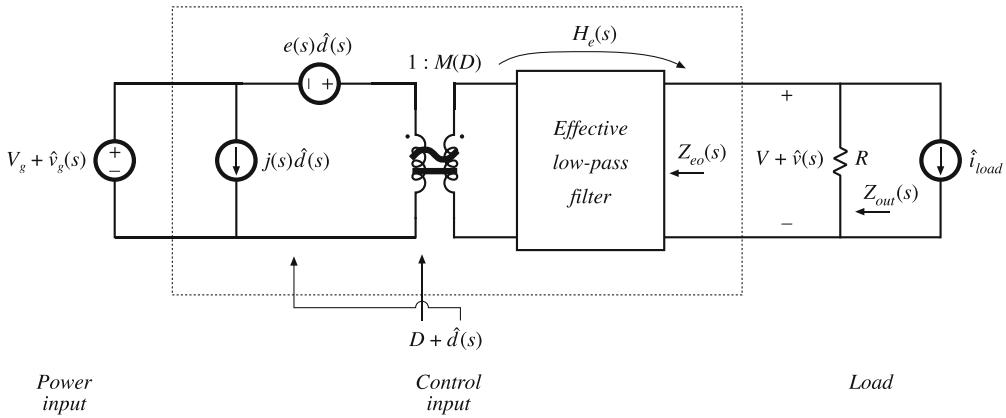 H_e(s)
e(s)d̂(s)
1 : M(D)
+
Effective
low-pass
filter
V_g + v̂_g(s)
+
–
j(s)d̂(s)
Z_eo(s)
V + v̂(s)
R
î_load
Z_out(s)
–
D + d̂(s)
Power
input
Control
input
Load